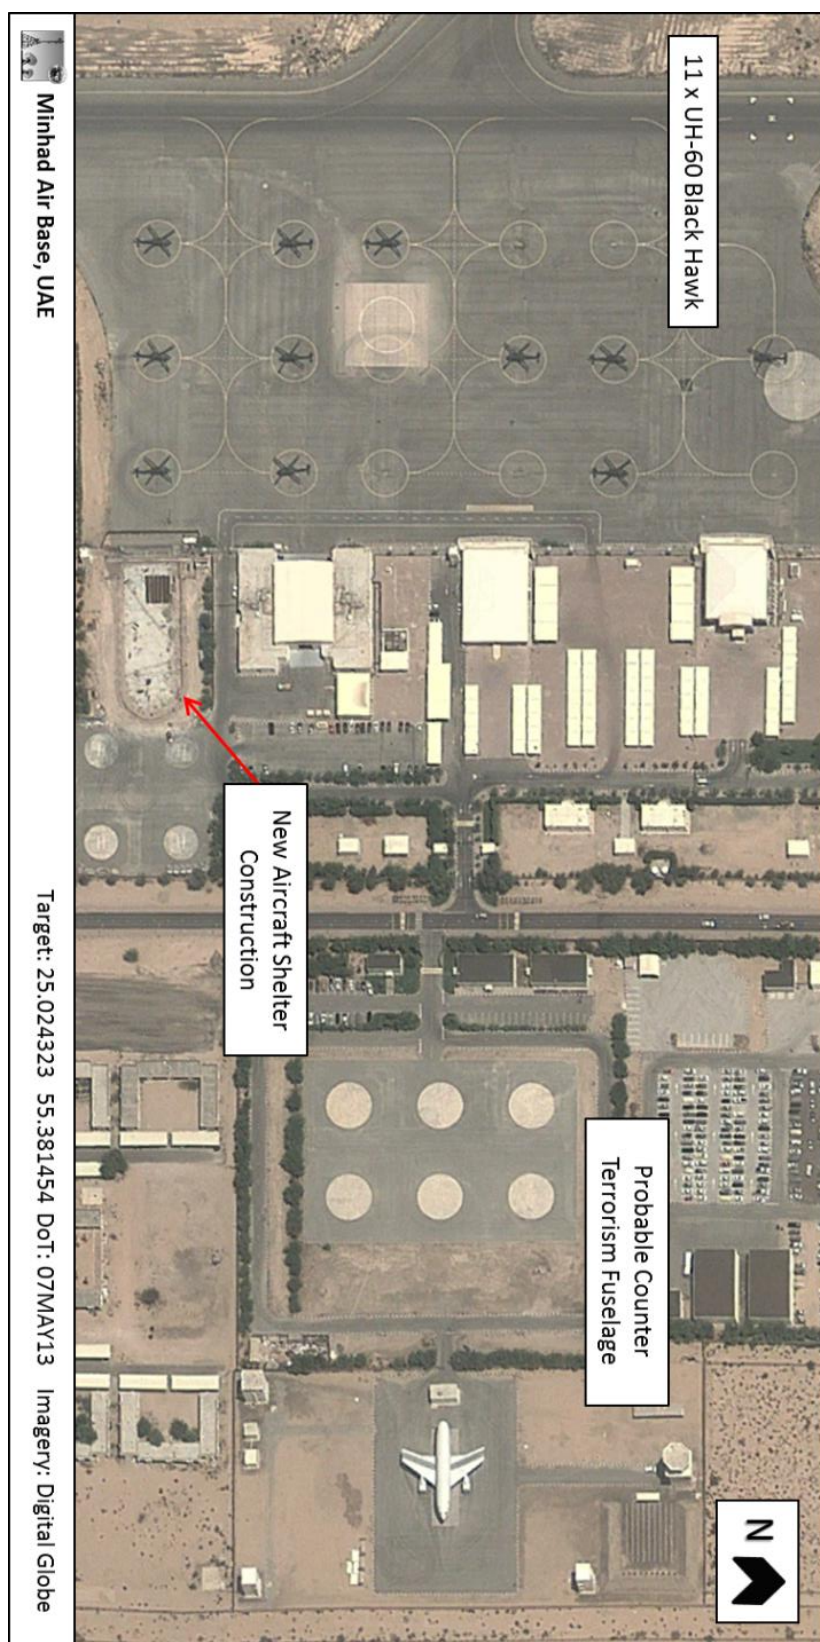 11 x UH-60 Black Hawk
New Aircraft Shelter
Construction
Probable Counter
Terrorism Fuselage
N
Minhad Air Base, UAE
Target: 25.024323 55.381454 DoT: 07MAY13 Imagery: Digital Globe